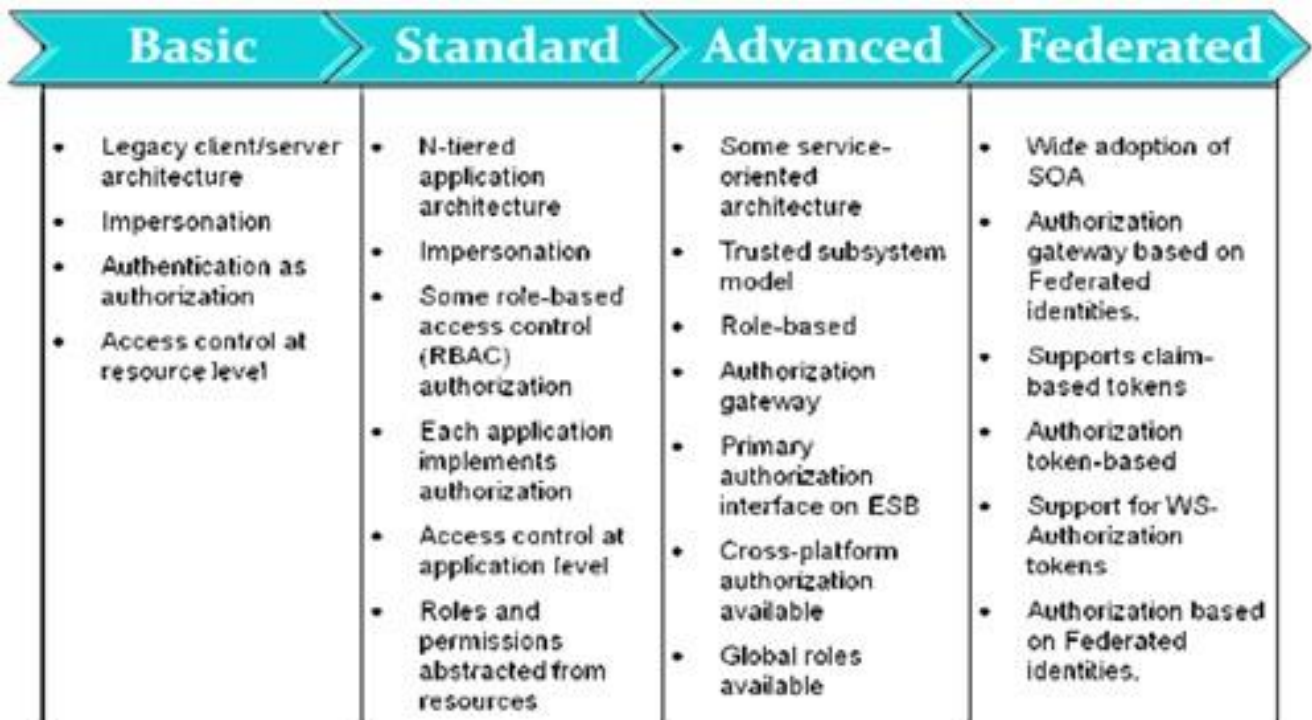 Basic
Standard
Advanced
Federated
• Legacy client/server
architecture
• Impersonation
• Authentication as
authorization
• Access control at
resource level
• N-tiered
application
architecture
• Impersonation
• Some role-based
access control
(RBAC)
authorization
• Each application
implements
authorization
• Access control at
application level
• Roles and
permissions
abstracted from
resources
• Some service-
oriented
architecture
• Trusted subsystem
model
• Role-based
• Authorization
gateway
• Primary
authorization
interface on ESB
• Cross-platform
authorization
available
• Global roles
available
• Wide adoption of
SOA
• Authorization
gateway based on
Federated
identities.
• Supports claim-
based tokens
• Authorization
token-based
• Support for WS-
Authorization
tokens
• Authorization based
on Federated
identities.